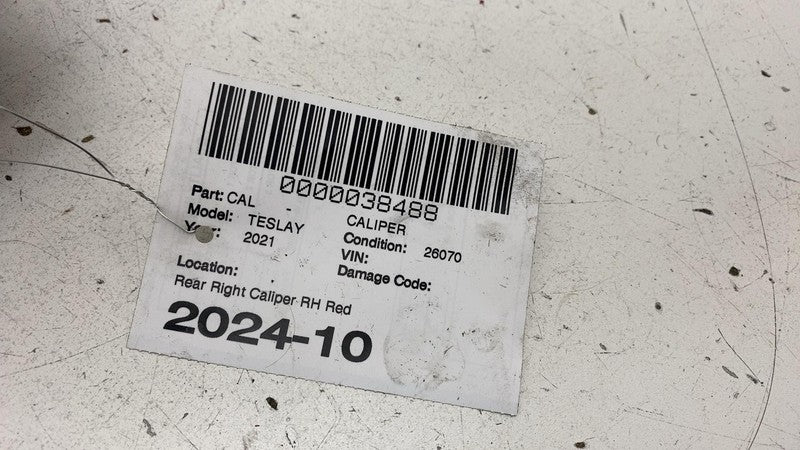 0000038488
Part: CAL - CALIPER
Model: TESLAY Condition: 26070
Year: 2021 VIN:
Damage Code:
Location:
Rear Right Caliper RH Red
2024-10